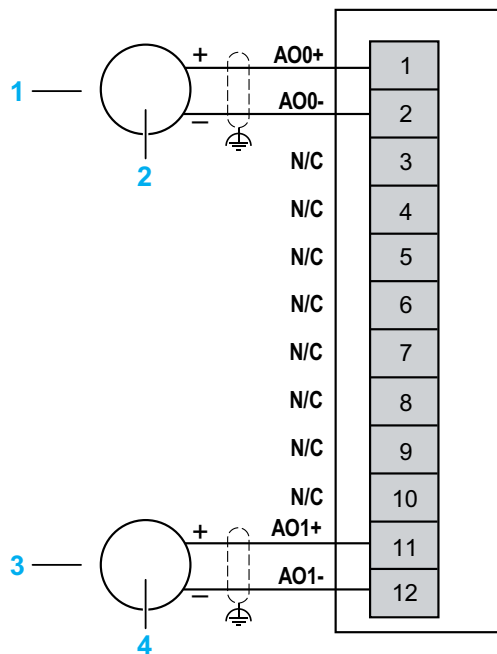 + AO0+ 1
1
AO0- 2
−
2
N/C 3
N/C 4
N/C 5
N/C 6
N/C 7
N/C 8
N/C 9
N/C 10
+ AO1+ 11
3
AO1- 12
−
4